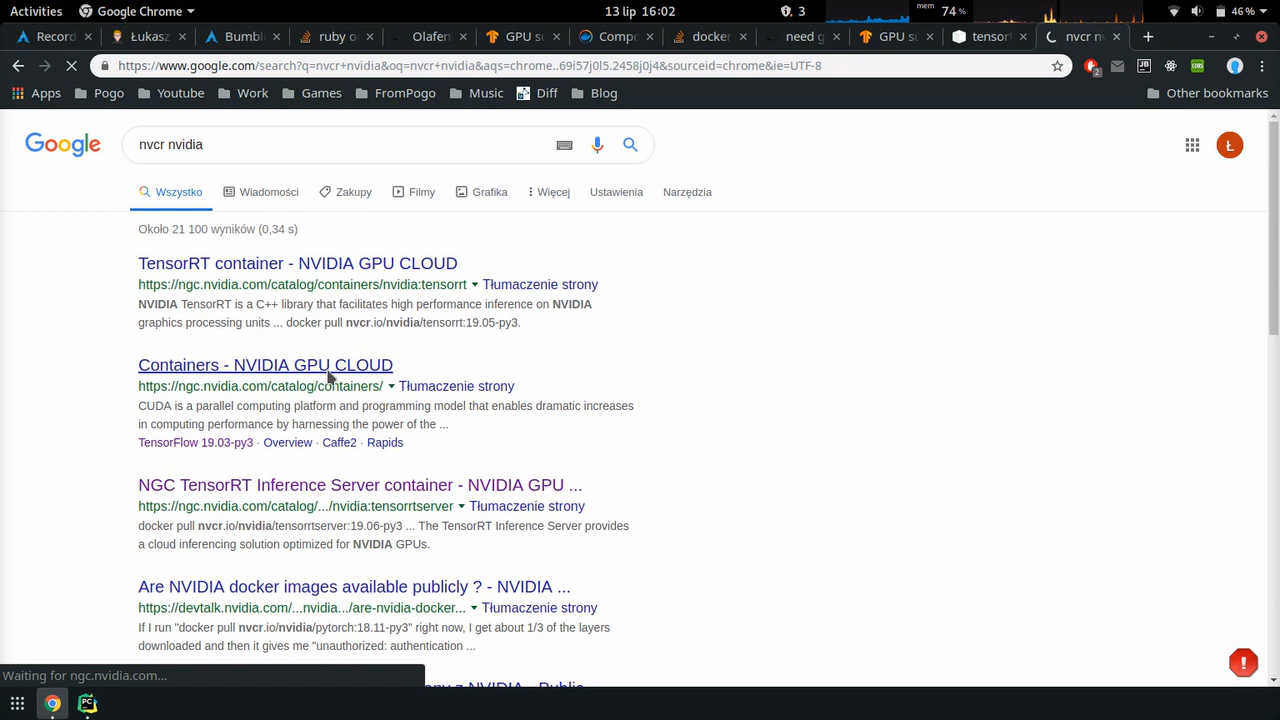 Activities Google Chrome 13 lip 16:02 3 mem 74 % 46 %
Record Łukasz Bumbl ruby o Olafen GPU su Compo docker need g GPU su tensor nvcr nv
https://www.google.com/search?q=nvcr+nvidia&oq=nvcr+nvidia&aqs=chrome..69i57j0l5.2458j0j4&sourceid=chrome&ie=UTF-8 2 JB CORS
Apps Pogo Youtube Work Games FromPogo Music Diff Blog Other bookmarks
Google nvcr nvidia Ł
Wszystko Wiadomości Zakupy Filmy Grafika Więcej Ustawienia Narzędzia
Około 21 100 wyników (0,34 s)
TensorRT container - NVIDIA GPU CLOUD
https://ngc.nvidia.com/catalog/containers/nvidia:tensorrt Tłumaczenie strony
NVIDIA TensorRT is a C++ library that facilitates high performance inference on NVIDIA
graphics processing units ... docker pull nvcr.io/nvidia/tensorrt:19.05-py3.
Containers - NVIDIA GPU CLOUD
https://ngc.nvidia.com/catalog/containers/ Tłumaczenie strony
CUDA is a parallel computing platform and programming model that enables dramatic increases
in computing performance by harnessing the power of the ...
TensorFlow 19.03-py3 · Overview · Caffe2 · Rapids
NGC TensorRT Inference Server container - NVIDIA GPU ...
https://ngc.nvidia.com/catalog/.../nvidia:tensorrtserver Tłumaczenie strony
docker pull nvcr.io/nvidia/tensorrtserver:19.06-py3 ... The TensorRT Inference Server provides
a cloud inferencing solution optimized for NVIDIA GPUs.
Are NVIDIA docker images available publicly ? - NVIDIA ...
https://devtalk.nvidia.com/...nvidia.../are-nvidia-docker... Tłumaczenie strony
If I run "docker pull nvcr.io/nvidia/pytorch:18.11-py3" right now, I get about 1/3 of the layers
downloaded and then it gives me "unauthorized: authentication ...
z NVIDIA - Public
Waiting for ngc.nvidia.com...
PC